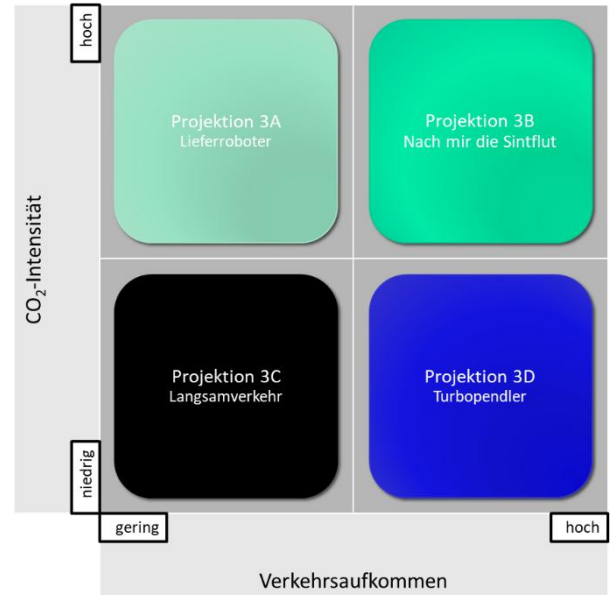 hoch
Projektion 3A
Lieferroboter
Projektion 3B
Nach mir die Sintflut
CO₂-Intensität
Projektion 3C
Langsamverkehr
Projektion 3D
Turbopendler
niedrig
gering
hoch
Verkehrsaufkommen